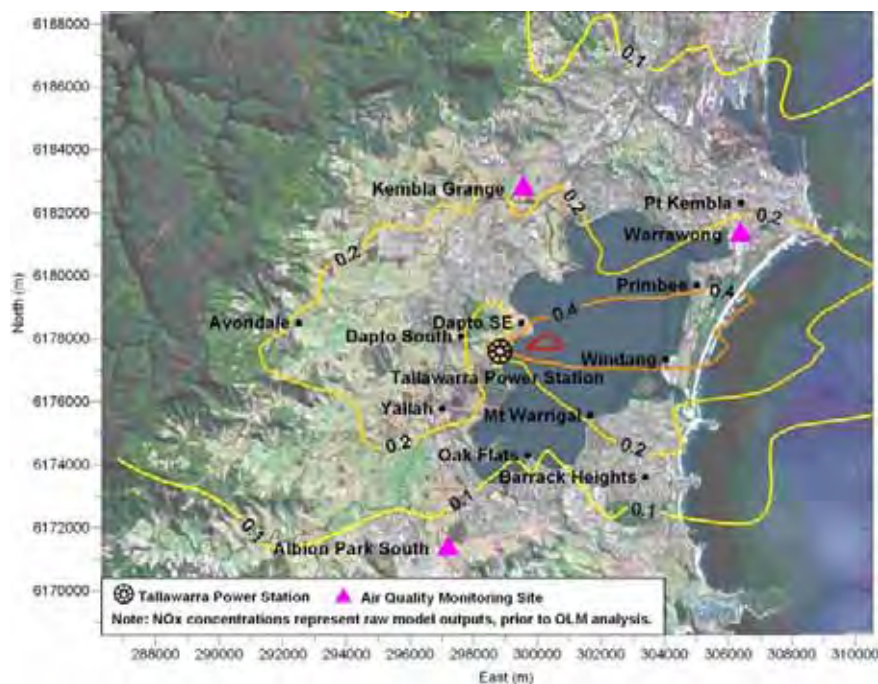 6188000
6186000
6184000
6182000
6180000
6178000
6176000
6174000
6172000
6170000
North (m)
0.1
Kembla Grange
0.2
Pt Kembla
0.2
Warrawong
0.2
Primbee
0.4
0.4
Avondale
Dapto SE
Dapto South
Windang
Tallawarra Power Station
Yallah
Mt Warrigal
0.2
0.2
Oak Flats
Barrack Heights
0.1
0.1
0.1
Albion Park South
Tallawarra Power Station
Air Quality Monitoring Site
Note: NOx concentrations represent raw model outputs, prior to OLM analysis.
288000 290000 292000 294000 296000 298000 300000 302000 304000 306000 308000 310000
East (m)